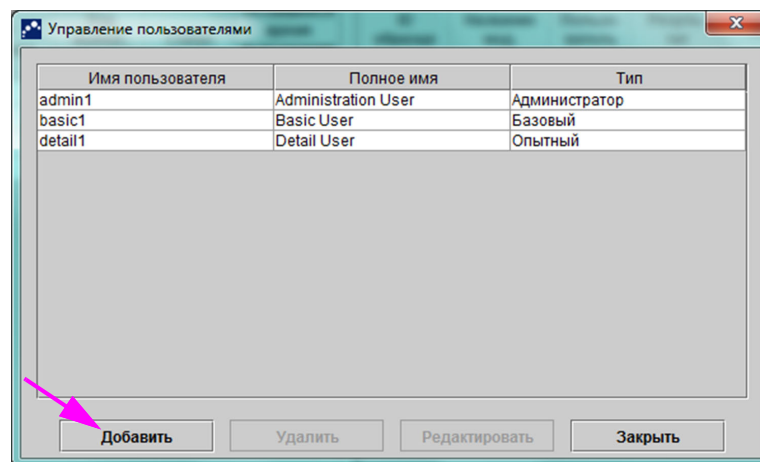 Управление пользователями
Имя пользователя Полное имя Тип
admin1 Administration User Администратор
basic1 Basic User Базовый
detail1 Detail User Опытный
Добавить Удалить Редактировать Закрыть